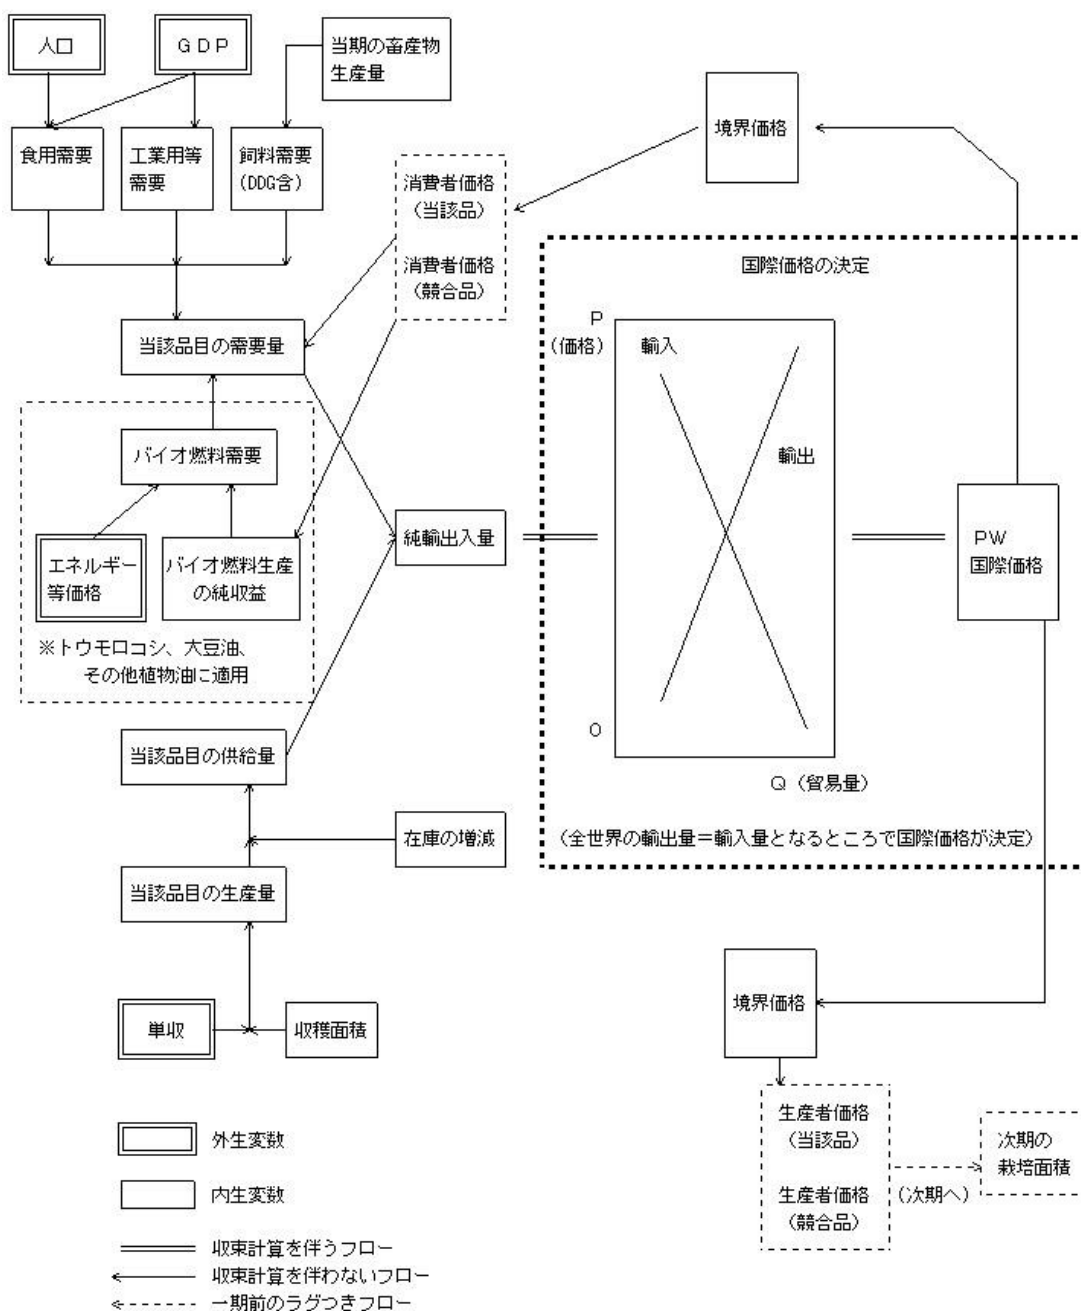 人口
ＧＤＰ
当期の畜産物
生産量
食用需要
工業用等
需要
飼料需要
(DDG含)
消費者価格
（当該品）
消費者価格
（競合品）
境界価格
当該品目の需要量
バイオ燃料需要
エネルギー
等価格
バイオ燃料生産
の純収益
※トウモロコシ、大豆油、
その他植物油に適用
純輸出入量
国際価格の決定
Ｐ
（価格）
輸入
輸出
Ｏ
Ｑ（貿易量）
（全世界の輸出量＝輸入量となるところで国際価格が決定）
ＰＷ
国際価格
当該品目の供給量
在庫の増減
当該品目の生産量
単収
収穫面積
境界価格
生産者価格
（当該品）
生産者価格
（競合品）
（次期へ）
次期の
栽培面積
外生変数
内生変数
収束計算を伴うフロー
収束計算を伴わないフロー
一期前のラグつきフロー